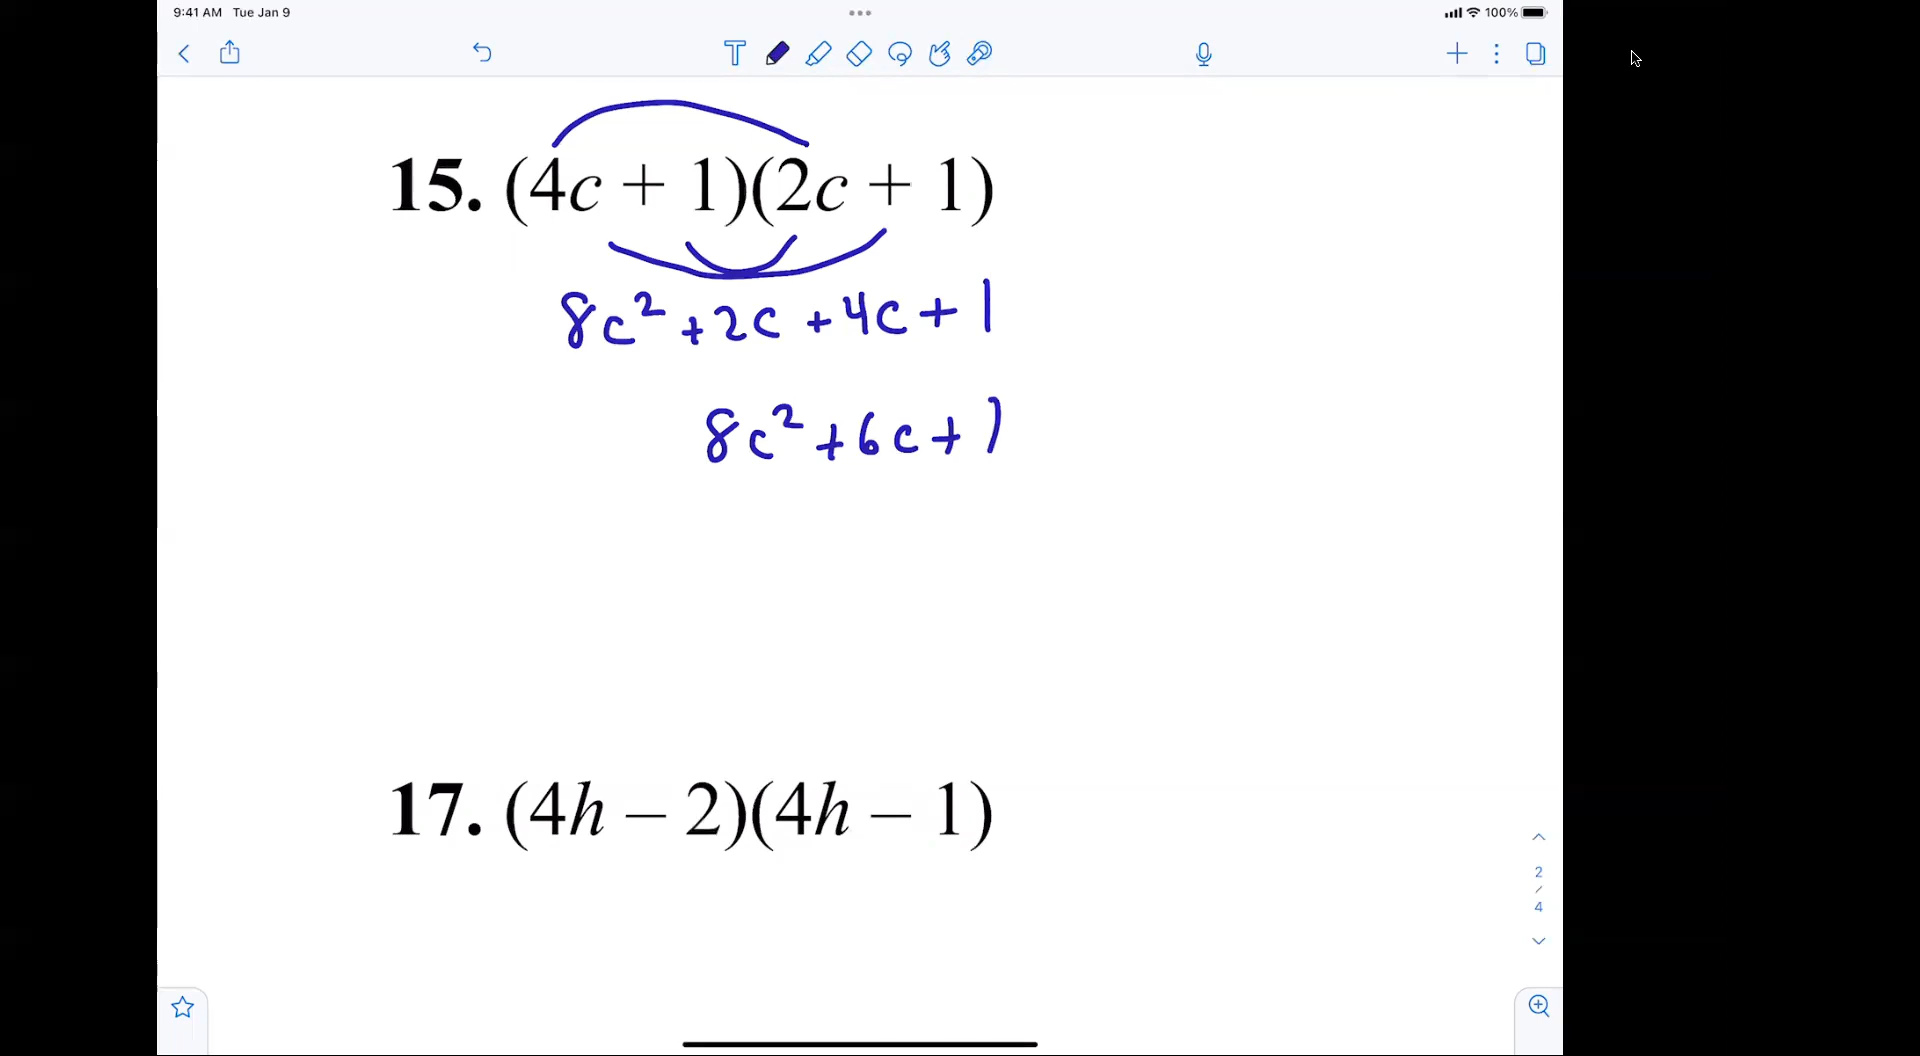 9:41 AM Tue Jan 9
100%
T
15. (4c + 1)(2c + 1)
8c² + 2c + 4c + 1
8c² + 6c + 1
17. (4h – 2)(4h – 1)
2
/
4